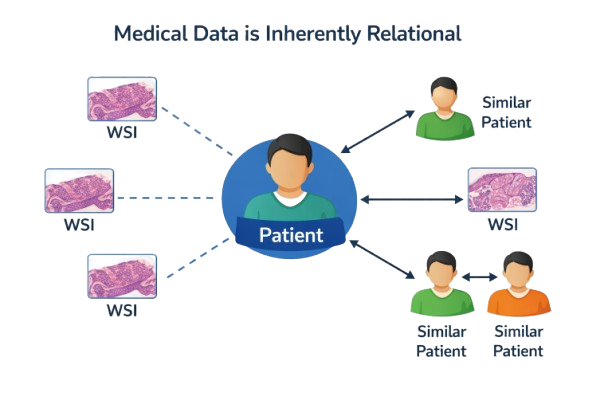 Medical Data is Inherently Relational
WSI
WSI
WSI
Patient
Similar
Patient
WSI
Similar
Patient
Similar
Patient